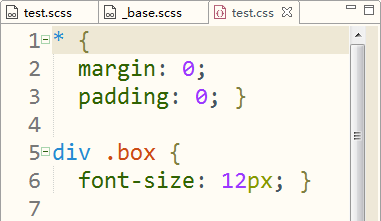 test.scss _base.scss test.css
1 * {
2 margin: 0;
3 padding: 0; }
4
5 div .box {
6 font-size: 12px; }
7